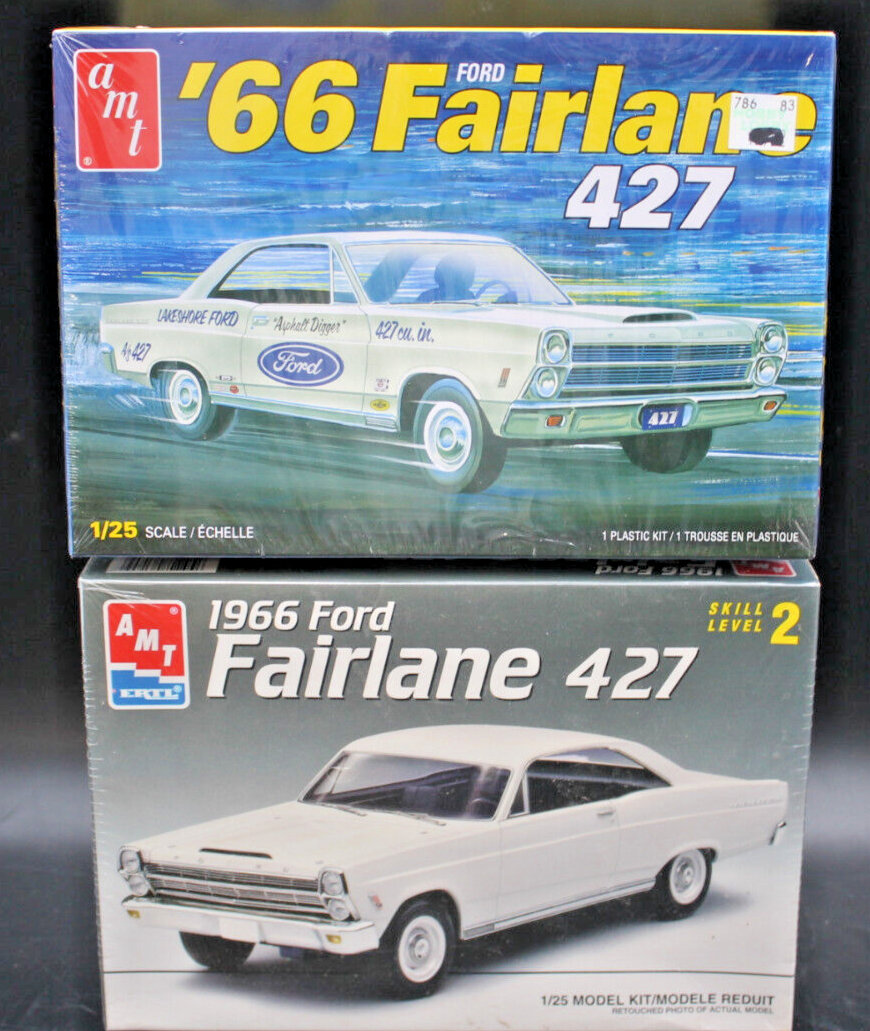 amt
®
'66 FORD Fairlane
427
786 83
LAKESHORE FORD
"Asphalt Digger"
427 cu. in.
A/S 427
Ford
FORD
427
1/25 SCALE / ÉCHELLE
1 PLASTIC KIT / 1 TROUSSE EN PLASTIQUE
1966 Ford
AMT
AMT
®
ERTL®
1966 Ford
Fairlane 427
SKILL
LEVEL 2
1/25 MODEL KIT/MODELE REDUIT
RETOUCHED PHOTO OF ACTUAL MODEL